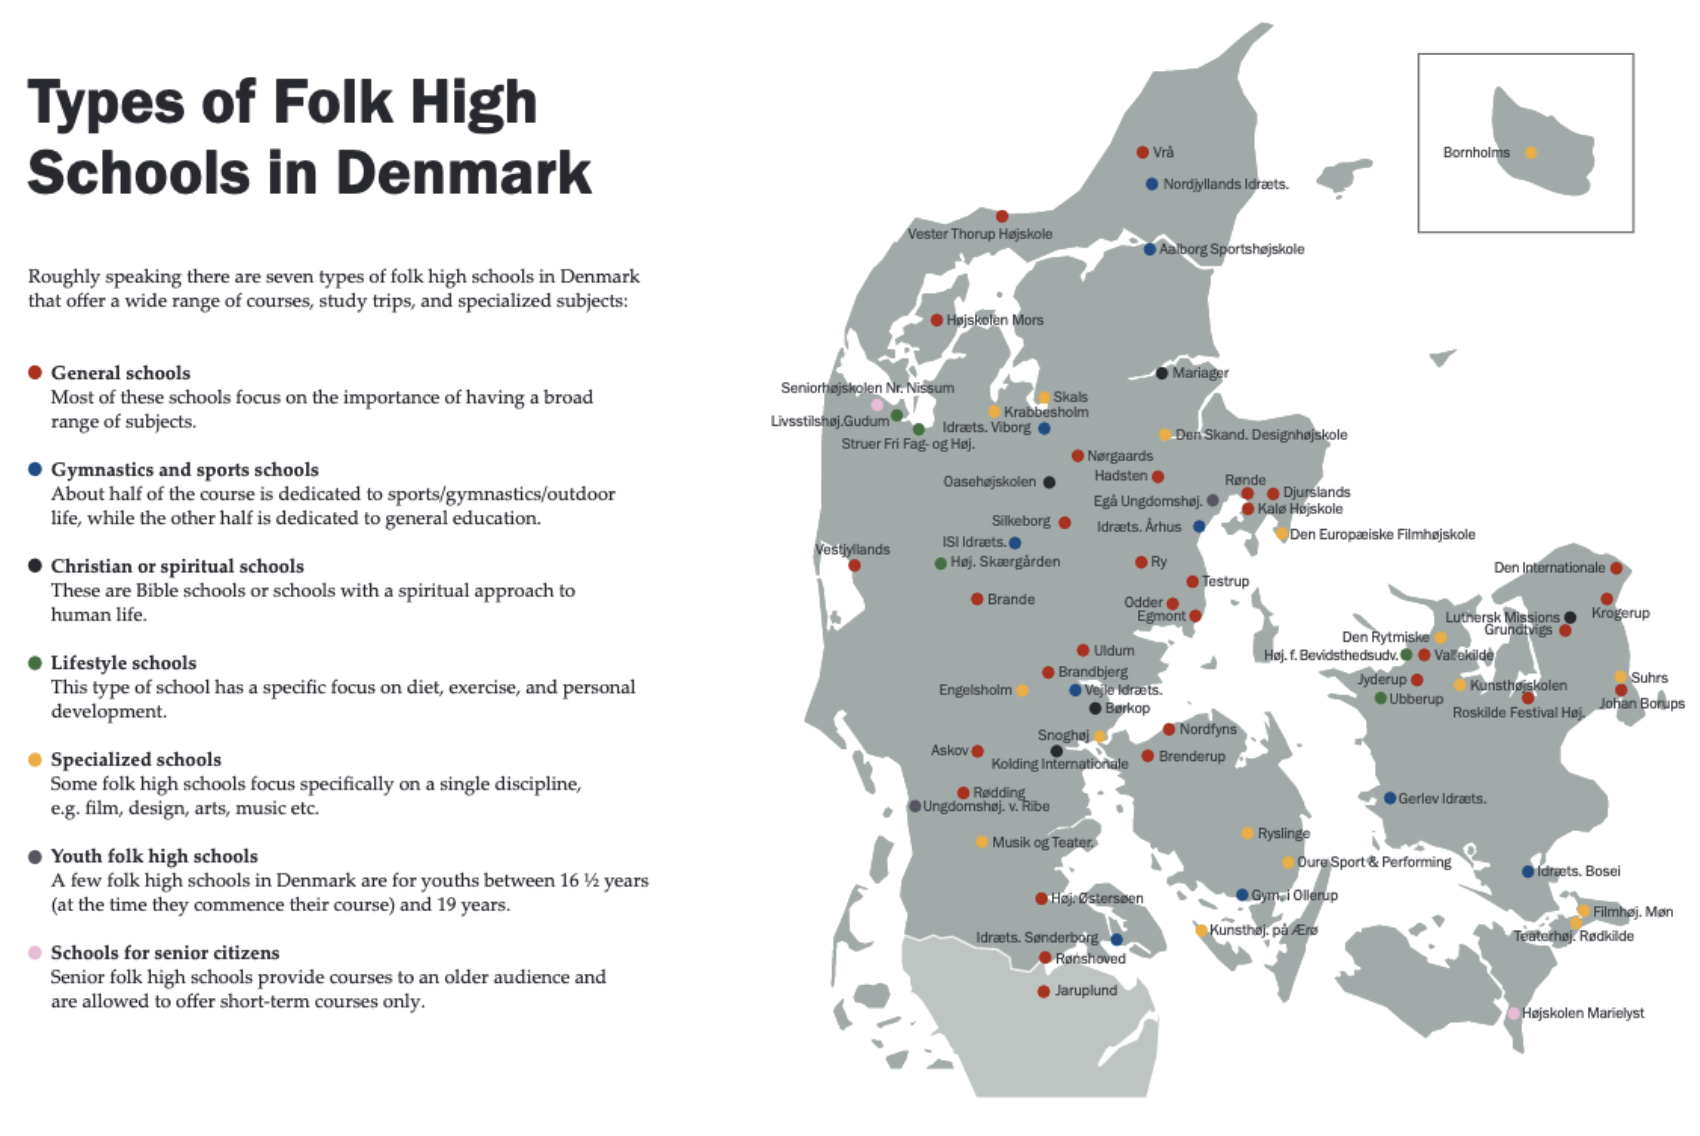 Types of Folk High
Schools in Denmark
Roughly speaking there are seven types of folk high schools in Denmark
that offer a wide range of courses, study trips, and specialized subjects:
General schools
Most of these schools focus on the importance of having a broad
range of subjects.
Gymnastics and sports schools
About half of the course is dedicated to sports/gymnastics/outdoor
life, while the other half is dedicated to general education.
Christian or spiritual schools
These are Bible schools or schools with a spiritual approach to
human life.
Lifestyle schools
This type of school has a specific focus on diet, exercise, and personal
development.
Specialized schools
Some folk high schools focus specifically on a single discipline,
e.g. film, design, arts, music etc.
Youth folk high schools
A few folk high schools in Denmark are for youths between 16 ½ years
(at the time they commence their course) and 19 years.
Schools for senior citizens
Senior folk high schools provide courses to an older audience and
are allowed to offer short-term courses only.
Vrå
Bornholms
Nordjyllands Idræts.
Vester Thorup Højskole
Aalborg Sportshøjskole
Højskolen Mors
Mariager
Seniorhøjskolen Nr. Nissum
Skals
Krabbesholm
Livsstilshøj.Gudum
Idræts. Viborg
Den Skand. Designhøjskole
Struer Fri Fag- og Høj.
Nørgaards
Hadsten
Oasehøjskolen
Rønde
Djurslands
Egå Ungdomshøj.
Kalø Højskole
Silkeborg
Idræts. Århus
Den Europæiske Filmhøjskole
ISI Idræts.
Vestjyllands
Høj. Skærgården
Ry
Den Internationale
Testrup
Brande
Odder
Egmont
Krogerup
Luthersk Missions
Grundtvigs
Den Rytmiske
Uldum
Høj. f. Bevidsthedsudv.
Vallekilde
Brandbjerg
Jyderup
Suhrs
Engelsholm
Vejle Idræts.
Kunsthøjskolen
Ubberup
Johan Borups
Børkop
Roskilde Festival Høj.
Nordfyns
Snoghøj
Askov
Kolding Internationale
Brenderup
Rødding
Ungdomshøj. v. Ribe
Gerlev Idræts.
Ryslinge
Musik og Teater.
Oure Sport & Performing
Idræts. Bosei
Gym. i Ollerup
Høj. Østersøen
Filmhøj. Møn
Kunsthøj. på Ærø
Teaterhøj. Rødkilde
Idræts. Sønderborg
Rønshoved
Jaruplund
Højskolen Marielyst